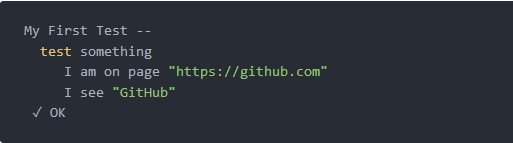 My First Test --
test something
I am on page "https://github.com"
I see "GitHub"
✓ OK